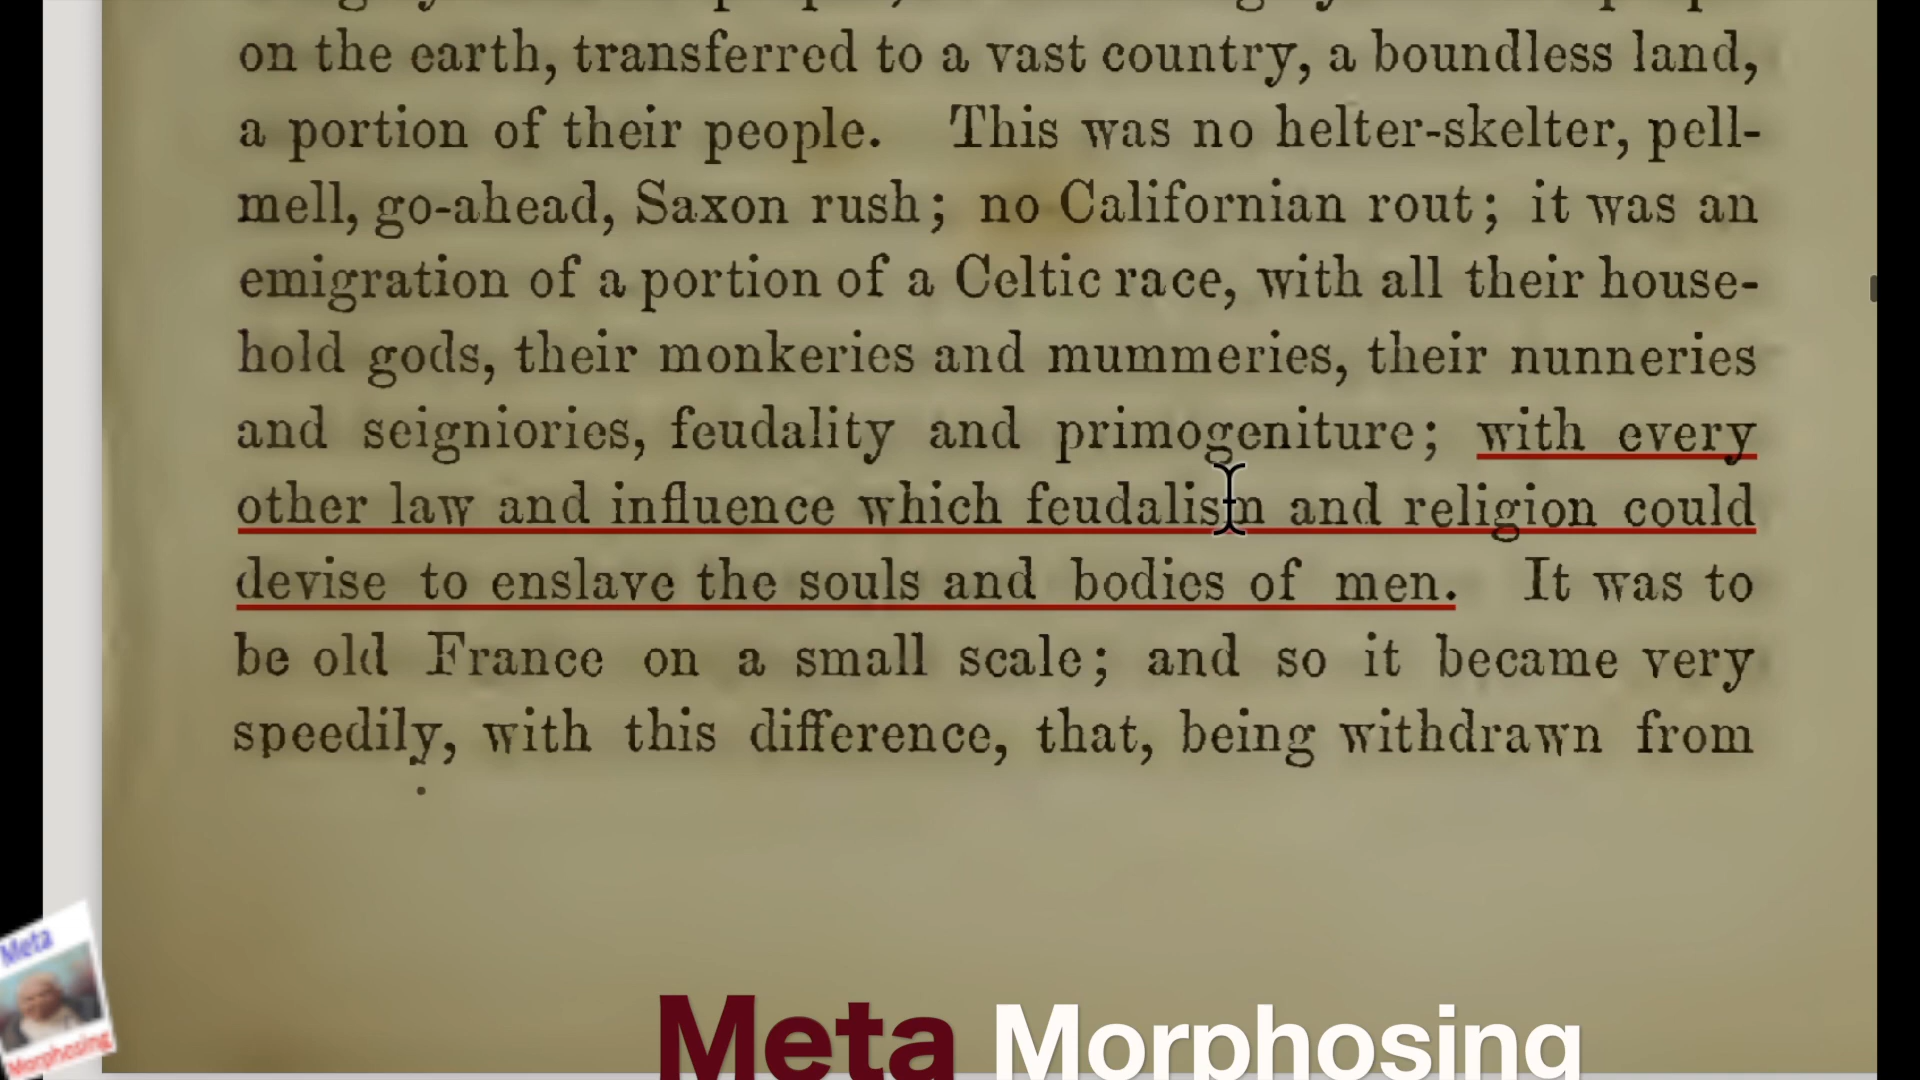 on the earth, transferred to a vast country, a boundless land,
a portion of their people. This was no helter-skelter, pell-
mell, go-ahead, Saxon rush; no Californian rout; it was an
emigration of a portion of a Celtic race, with all their house-
hold gods, their monkeries and mummeries, their nunneries
and seigniories, feudality and primogeniture; with every
other law and influence which feudalism and religion could
devise to enslave the souls and bodies of men. It was to
be old France on a small scale; and so it became very
speedily, with this difference, that, being withdrawn from
Meta
Morphosing
Meta Morphosing